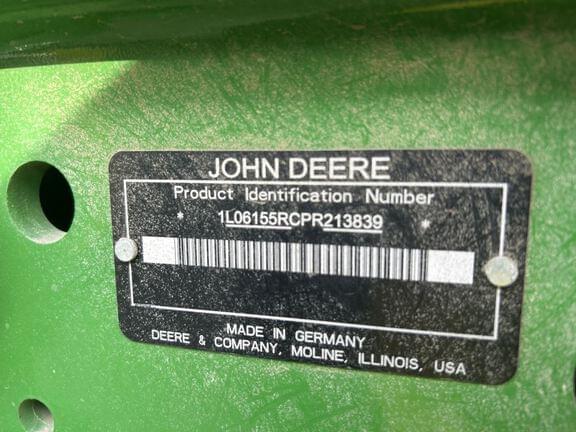 JOHN DEERE
Product Identification Number
* 1L06155RCPR213839 *
MADE IN GERMANY
DEERE & COMPANY, MOLINE, ILLINOIS, USA